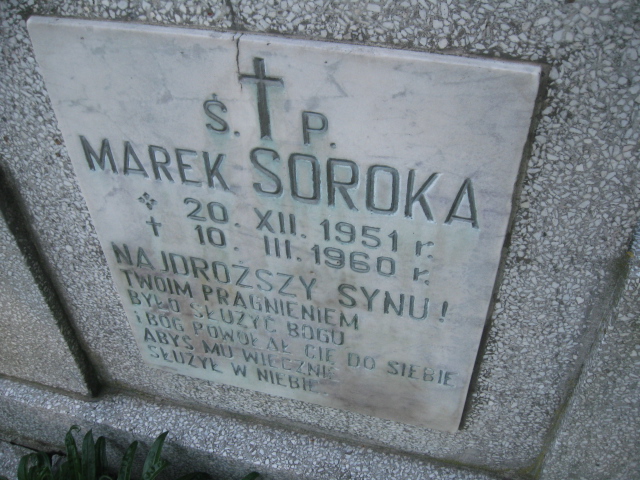 Ś. P.
MAREK SOROKA
20. XII. 1951 r.
10. III. 1960 r.
NAJDROŻSZY SYNU!
TWOIM PRAGNIENIEM
BYŁO SŁUŻYĆ BOGU
I BÓG POWOŁAŁ CIĘ DO SIEBIE
ABYŚ MU WIECZNIE
SŁUŻYŁ W NIEBIE